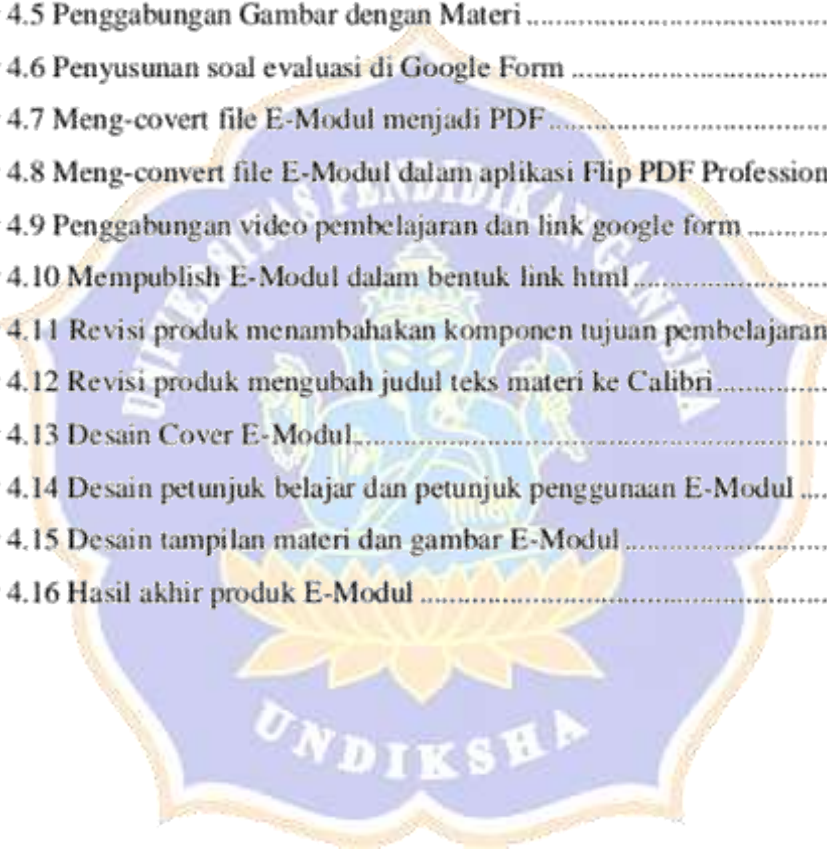 4.5 Penggabungan Gambar dengan Materi ........................................
4.6 Penyusunan soal evaluasi di Google Form ..................................
4.7 Meng-covert file E-Modul menjadi PDF ....................................
4.8 Meng-convert file E-Modul dalam aplikasi Flip PDF Profession
4.9 Penggabungan video pembelajaran dan link google form ............
4.10 Mempublish E-Modul dalam bentuk link html .........................
4.11 Revisi produk menambahakan komponen tujuan pembelajaran
4.12 Revisi produk mengubah judul teks materi ke Calibri ...............
4.13 Desain Cover E-Modul ...........................................................
4.14 Desain petunjuk belajar dan petunjuk penggunaan E-Modul ....
4.15 Desain tampilan materi dan gambar E-Modul ..........................
4.16 Hasil akhir produk E-Modul ....................................................
UNIVERSITAS PENDIDIKAN GANESHA
UNDIKSHA